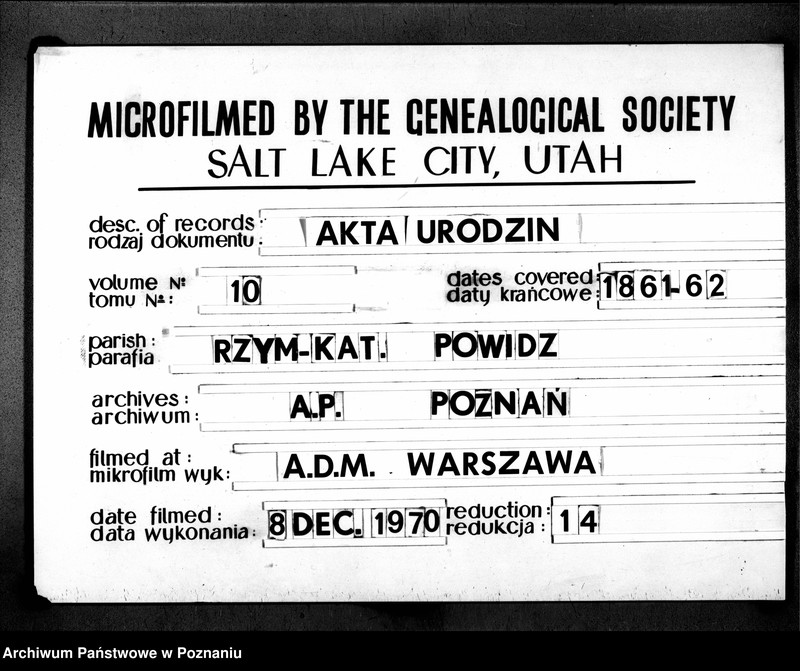 MICROFILMED BY THE GENEALOGICAL SOCIETY
SALT LAKE CITY, UTAH
desc. of records: AKTA URODZIN
rodzaj dokumentu:
volume №: 10 dates covered: 1861-62
tomu №: daty krańcowe:
parish: RZYM-KAT. POWIDZ
parafia
archives: A.P. POZNAŃ
archiwum:
filmed at: A.D.M. WARSZAWA
mikrofilm wyk:
date filmed: 8 DEC. 1970 reduction: 14
data wykonania: redukcja:
Archiwum Państwowe w Poznaniu